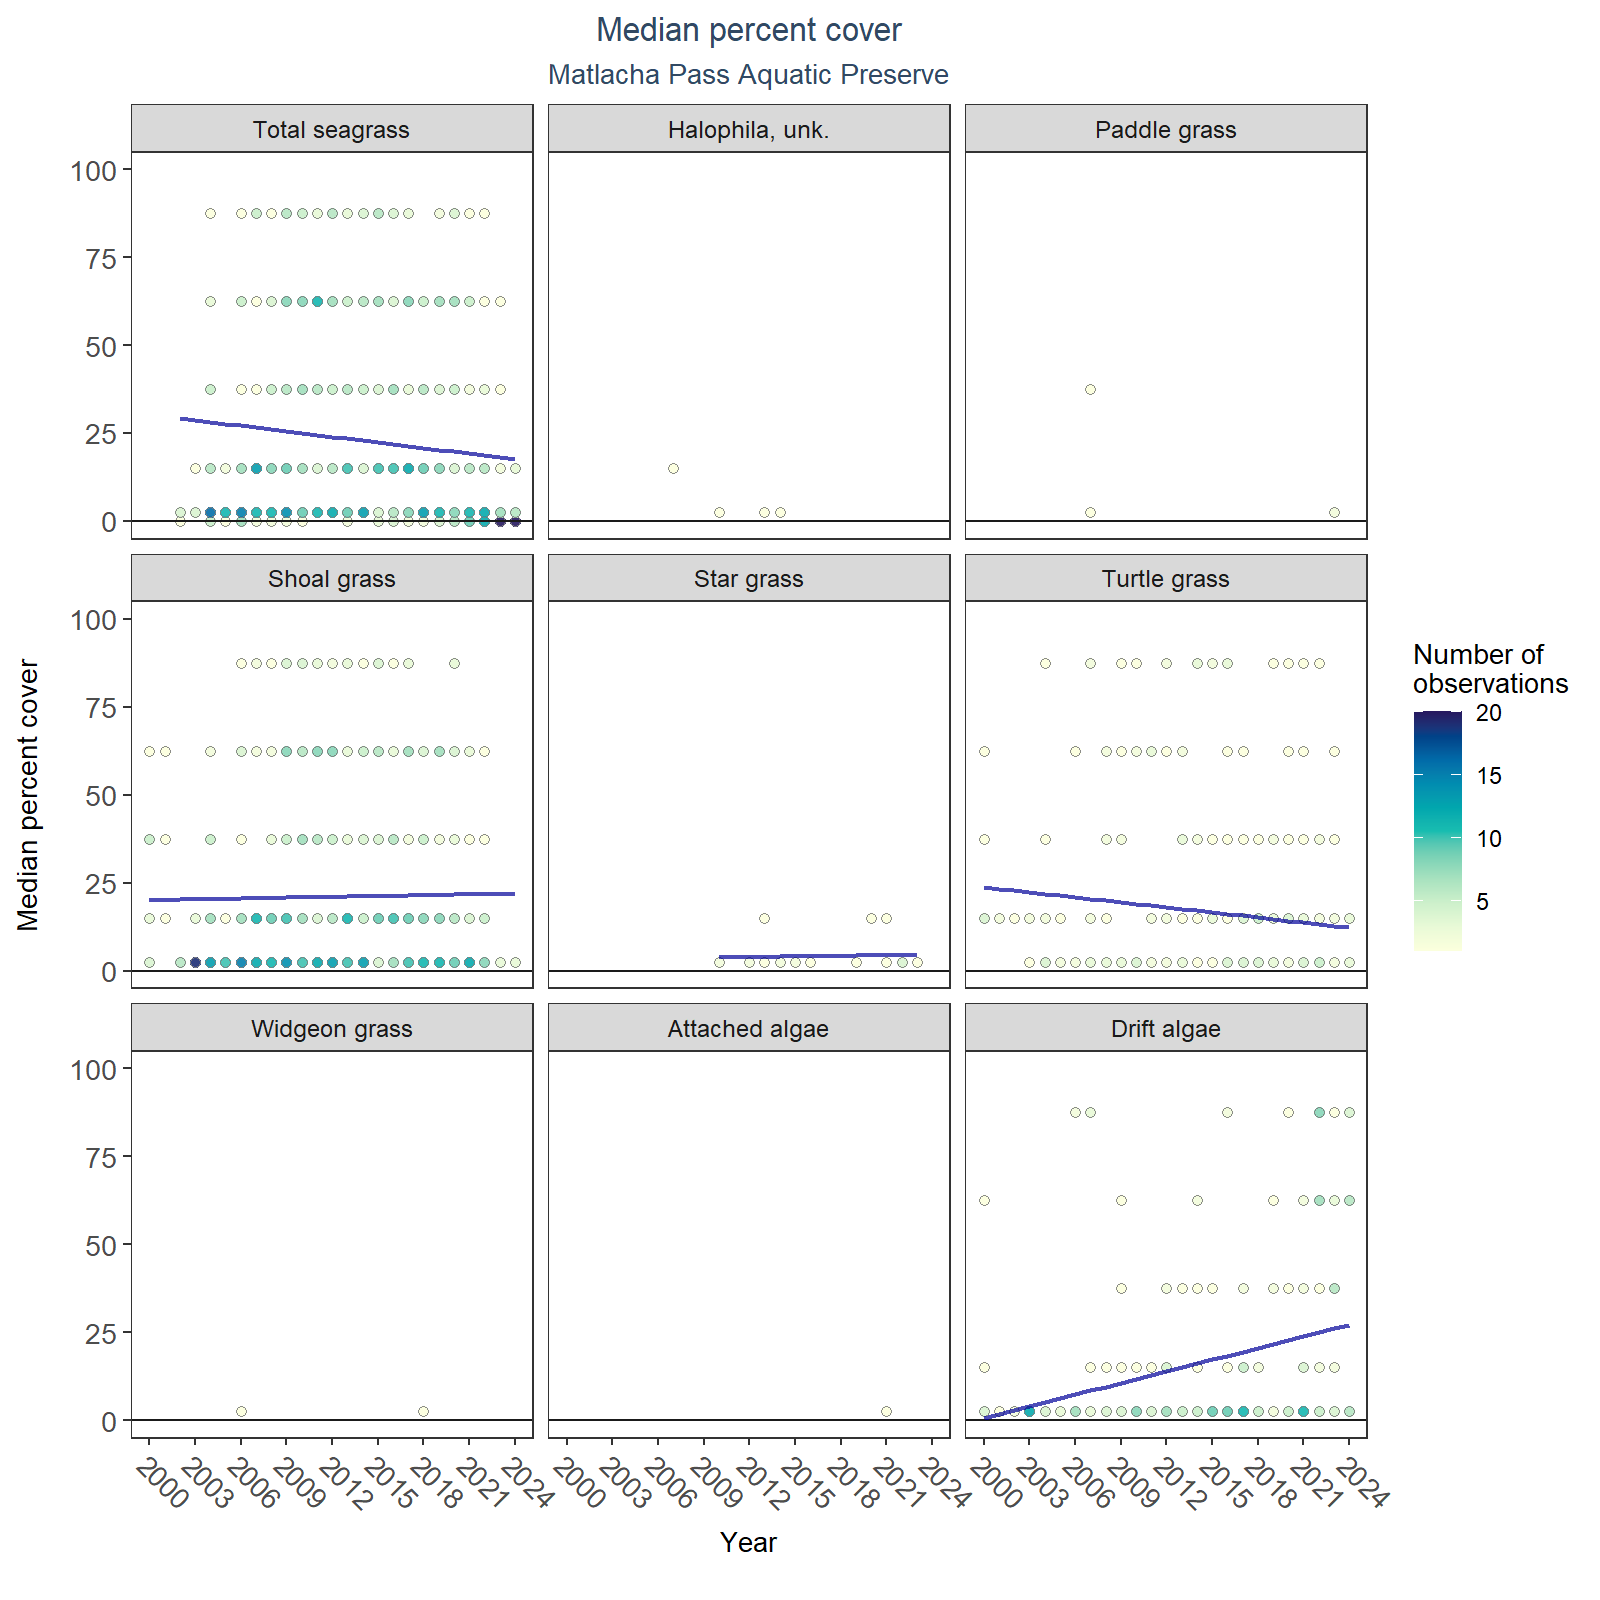 Median percent cover
Matlacha Pass Aquatic Preserve
Total seagrass
Halophila, unk.
Paddle grass
100
75
50
25
0
Shoal grass
Star grass
Turtle grass
100
75
50
25
0
Widgeon grass
Attached algae
Drift algae
100
75
50
25
0
2000 2003 2006 2009 2012 2015 2018 2021 2024
2000 2003 2006 2009 2012 2015 2018 2021 2024
2000 2003 2006 2009 2012 2015 2018 2021 2024
Year
Median percent cover
Number of
observations
20
15
10
5